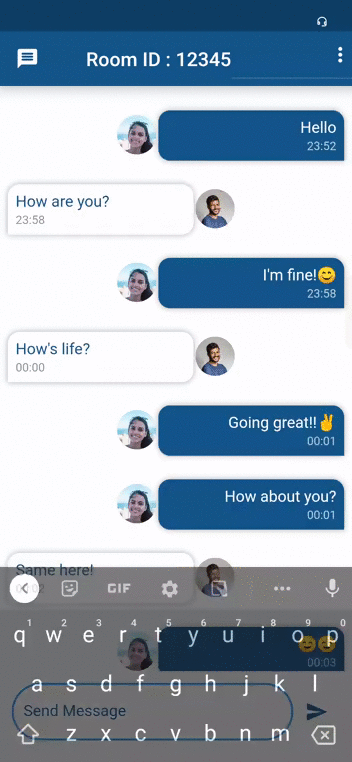 Room ID : 12345
Hello
23:52
How are you?
23:58
I'm fine!😊
23:58
How's life?
00:00
Going great!!✌
00:01
How about you?
00:01
Same here!
GIF
😄😄
00:03
1 2 3 4 5 6 7 8 9 0
q w e r t y u i o p
a s d f g h j k l
Send Message
z x c v b n m